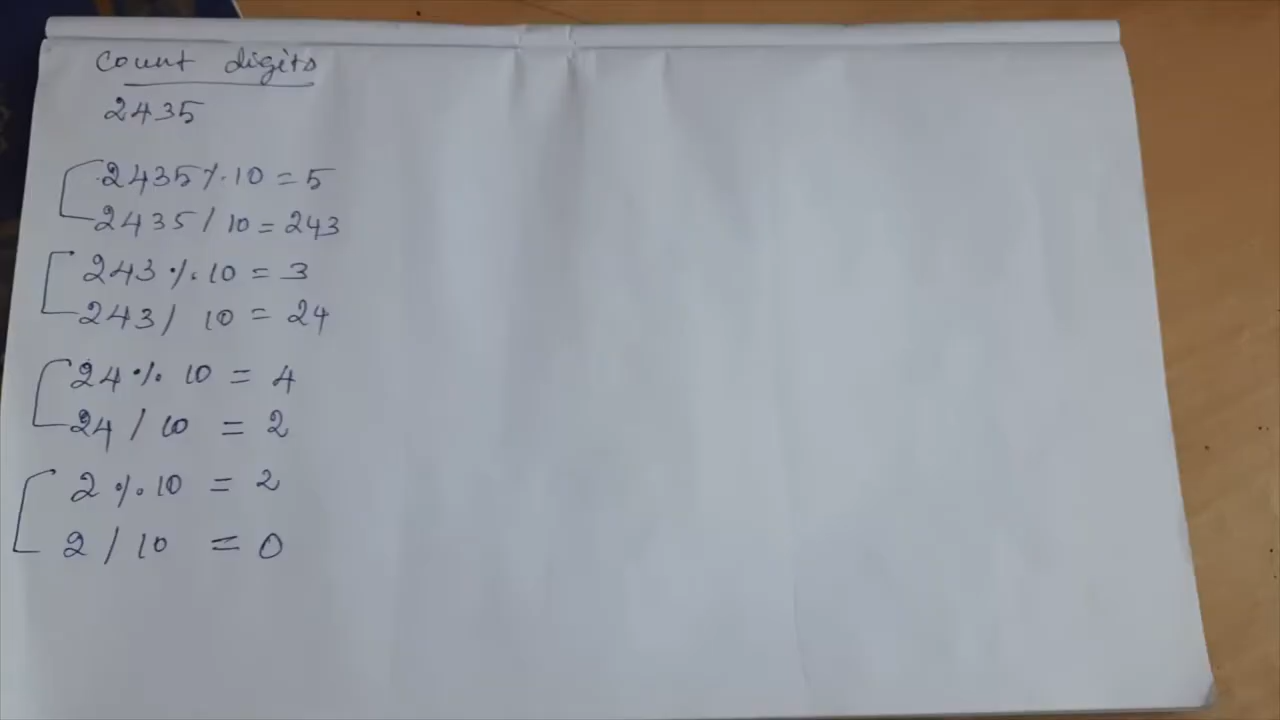 count digits
2435
2435 % 10 = 5
2435 / 10 = 243
243 % 10 = 3
243 / 10 = 24
24 % 10 = 4
24 / 10 = 2
2 % 10 = 2
2 / 10 = 0